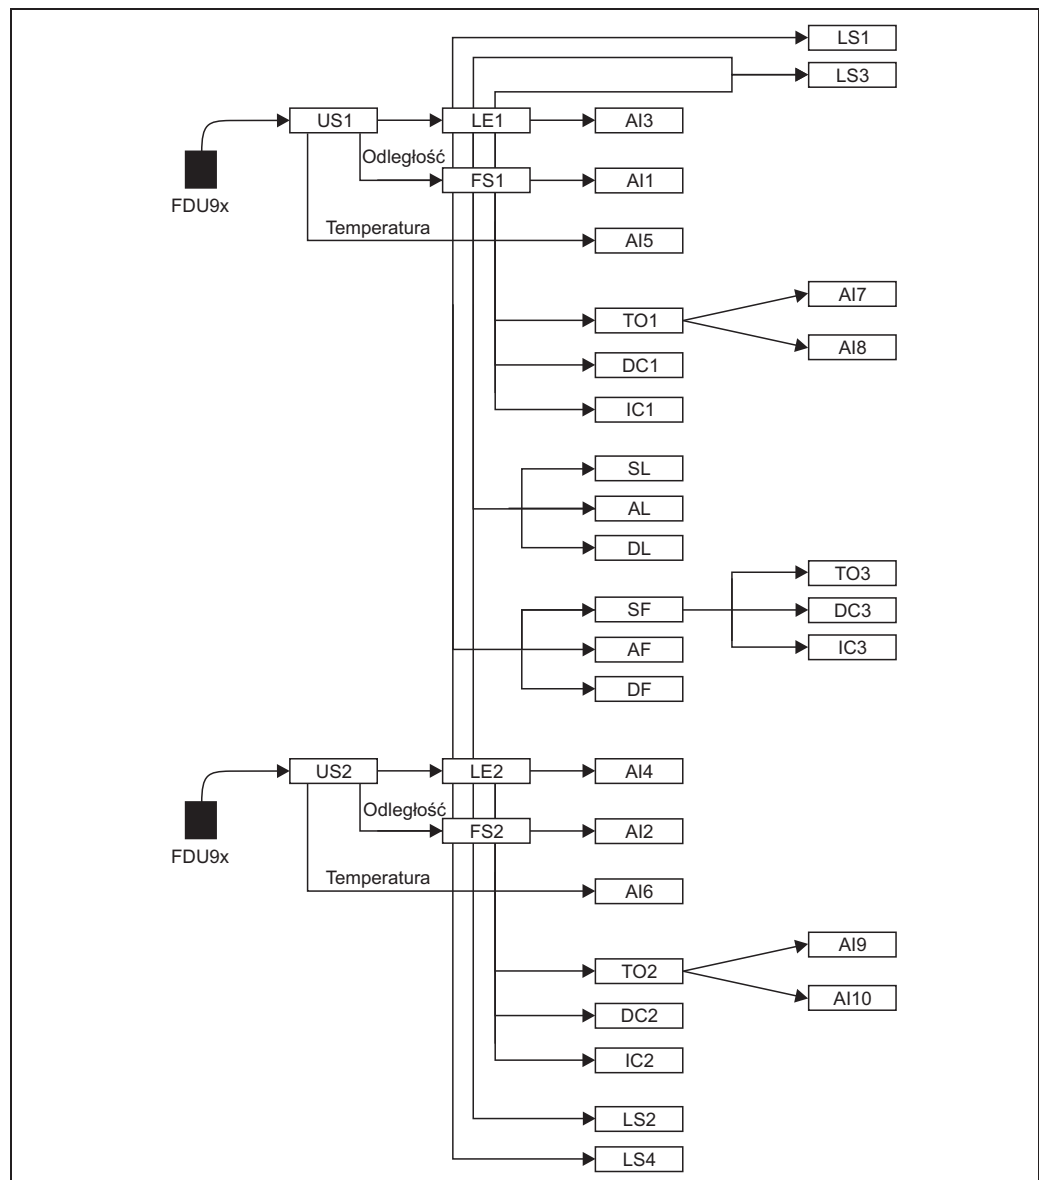 LS1
LS3
US1
LE1
AI3
Odległość
FDU9x
FS1
AI1
Temperatura
AI5
AI7
TO1
AI8
DC1
IC1
SL
AL
DL
TO3
SF
DC3
AF
IC3
DF
US2
LE2
AI4
Odległość
FDU9x
FS2
AI2
Temperatura
AI6
AI9
TO2
AI10
DC2
IC2
LS2
LS4